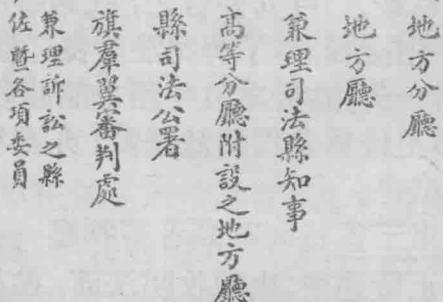 地方分廳
地方廳
兼理司法縣知事
高等分廳附設之地方廳
縣司法公署
旗羣翼審判處
兼理訴訟之縣
佐暨各項委員